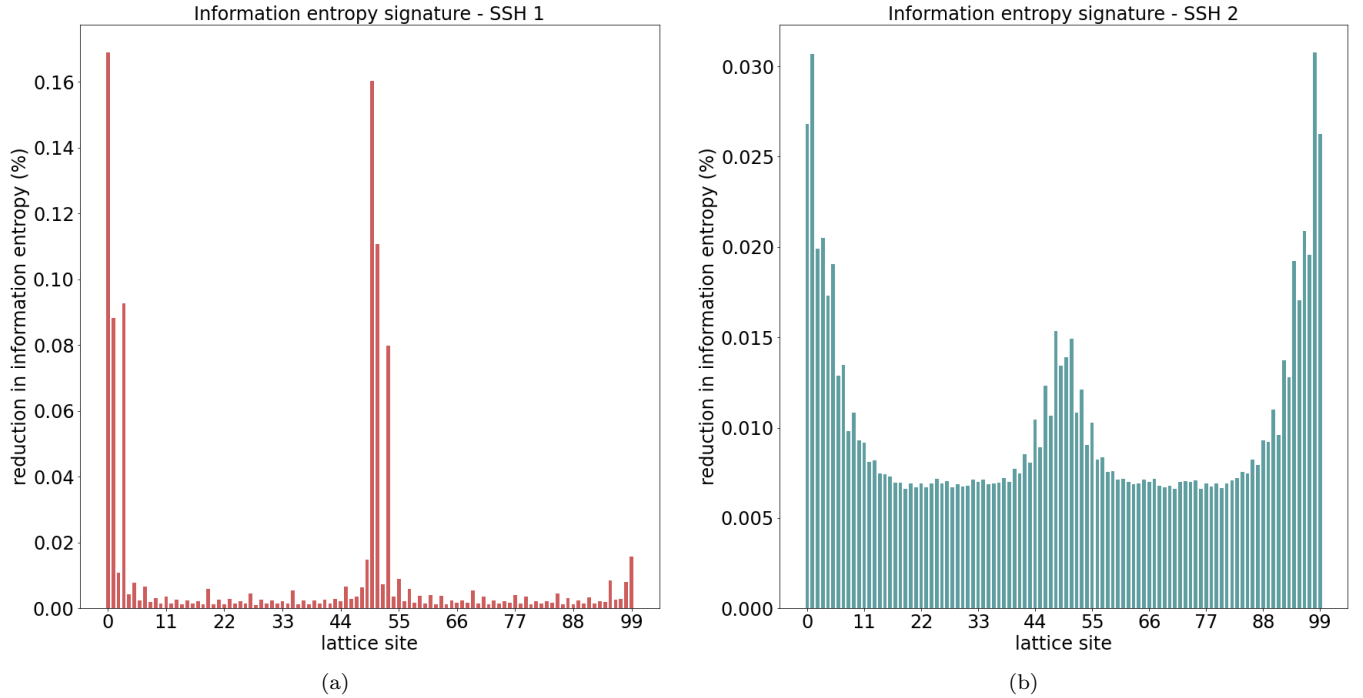 Information entropy signature - SSH 1
reduction in information entropy (%)
0.16
0.14
0.12
0.10
0.08
0.06
0.04
0.02
0.00
0 11 22 33 44 55 66 77 88 99
lattice site
(a)
Information entropy signature - SSH 2
reduction in information entropy (%)
0.030
0.025
0.020
0.015
0.010
0.005
0.000
0 11 22 33 44 55 66 77 88 99
lattice site
(b)